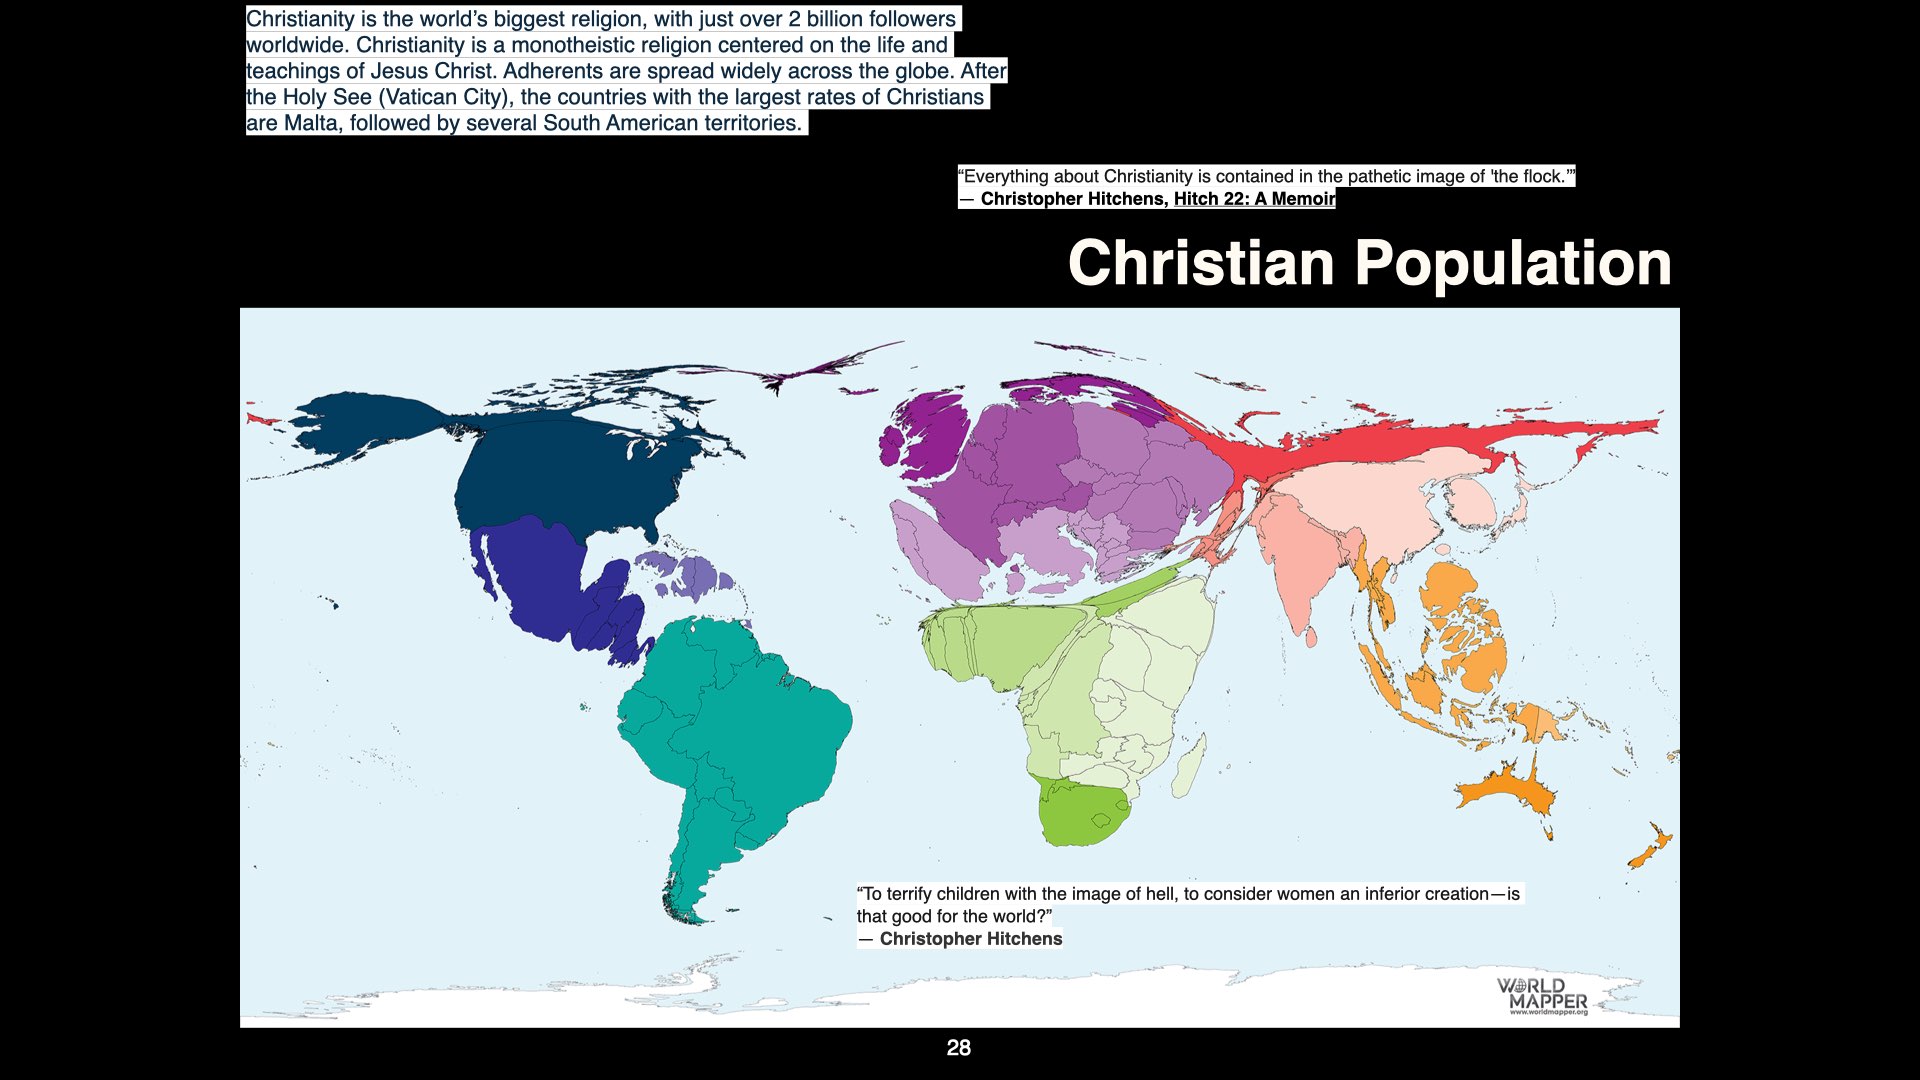 Christianity is the world’s biggest religion, with just over 2 billion followers
worldwide. Christianity is a monotheistic religion centered on the life and
teachings of Jesus Christ. Adherents are spread widely across the globe. After
the Holy See (Vatican City), the countries with the largest rates of Christians
are Malta, followed by several South American territories.
“Everything about Christianity is contained in the pathetic image of 'the flock.'”
— Christopher Hitchens, Hitch 22: A Memoir
Christian Population
“To terrify children with the image of hell, to consider women an inferior creation—is
that good for the world?”
— Christopher Hitchens
WORLD
MAPPER
www.worldmapper.org
28